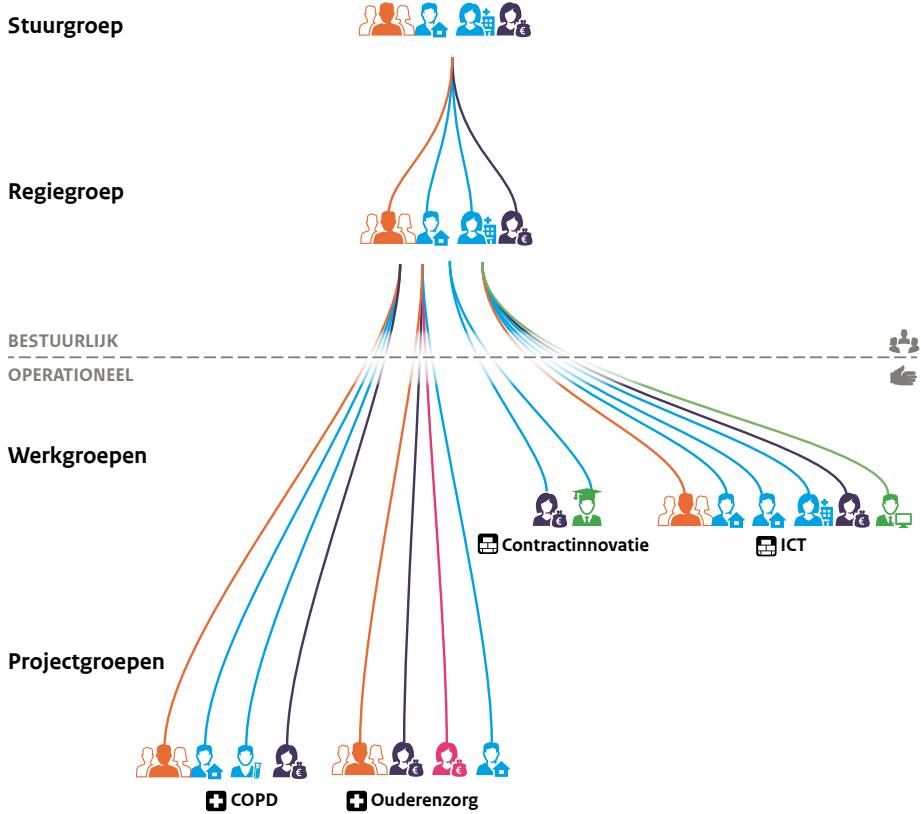 Stuurgroep
Regiegroep
BESTUURLIJK
OPERATIONEEL
Werkgroepen
Contractinnovatie
ICT
Projectgroepen
COPD
Ouderenzorg